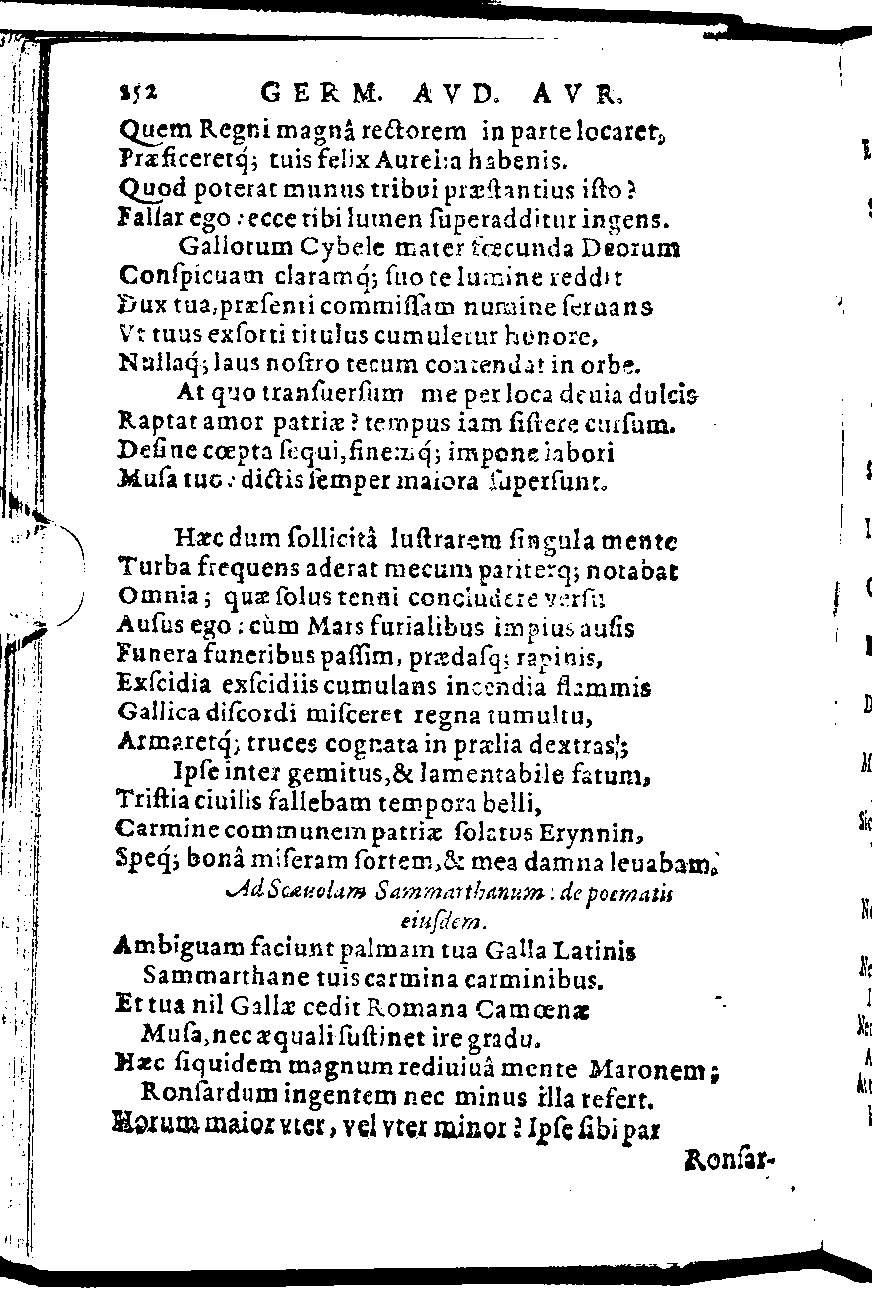 252 GERM. AVD. AVR.
Quem Regni magnâ rectorem in parte locaret,
Præficeretq́; tuis felix Aurelia habenis.
Quod poterat munus tribui præſtantius iſto?
Fallar ego: ecce tibi lumen ſuperadditur ingens.
Gallorum Cybele mater fœcunda Deorum
Conſpicuam claramq́; ſuo te lumine reddit
Dux tua, præſenti commiſſam numine ſeruans
Vt tuus exſorti titulus cumuletur honore,
Nullaq́; laus noſtro tecum contendat in orbe.
At quo tranſuerſum me per loca deuia dulcis
Raptat amor patriæ? tempus iam ſiſtere curſum.
Deſine cœpta ſequi, finemq́; impone labori
Muſa tuo: dictis ſemper maiora ſuperſunt.
Hæc dum ſollicitâ luſtrarem ſingula mente
Turba frequens aderat mecum pariterq; notabat
Omnia; quæ ſolus tenui concludere verſu
Auſus ego: cùm Mars furialibus impius auſis
Funera funeribus paſſim, prædaſq; rapinis,
Exſcidia exſcidiis cumulans incendia flammis
Gallica diſcordi miſceret regna tumultu,
Armaretq́; truces cognata in prælia dextras;
Ipſe inter gemitus, & lamentabile fatum,
Triſtia ciuilis fallebam tempora belli,
Carmine communem patriæ ſolatus Erynnin,
Speq́; bonâ miſeram ſortem, & mea damna leuabam.
Ad Scæuolam Sammarthanum: de poematis
eiuſdem.
Ambiguam faciunt palmam tua Galla Latinis
Sammarthane tuis carmina carminibus.
Et tua nil Gallæ cedit Romana Camœnæ
Muſa, nec æquali ſuſtinet ire gradu.
Hæc ſiquidem magnum rediuiuâ mente Maronem;
Ronſardum ingentem nec minus illa refert.
Horum maior vter, vel vter minor? Ipſe ſibi par
Ronſar-